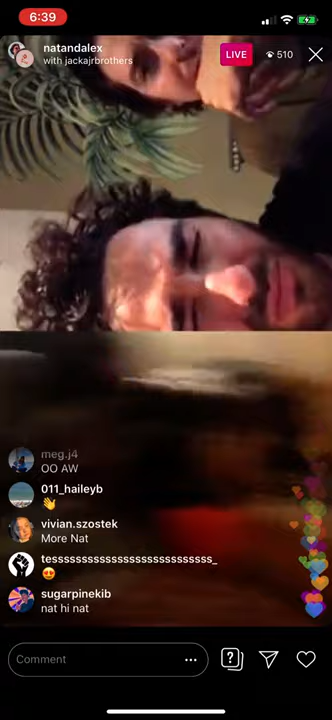 6:39
natandalex
with jackajrbrothers
LIVE
510
meg.j4
OO AW
011_haileyb
👋
vivian.szostek
More Nat
tesssssssssssssssssssssssssss_
😍
sugarpinekib
nat hi nat
Comment